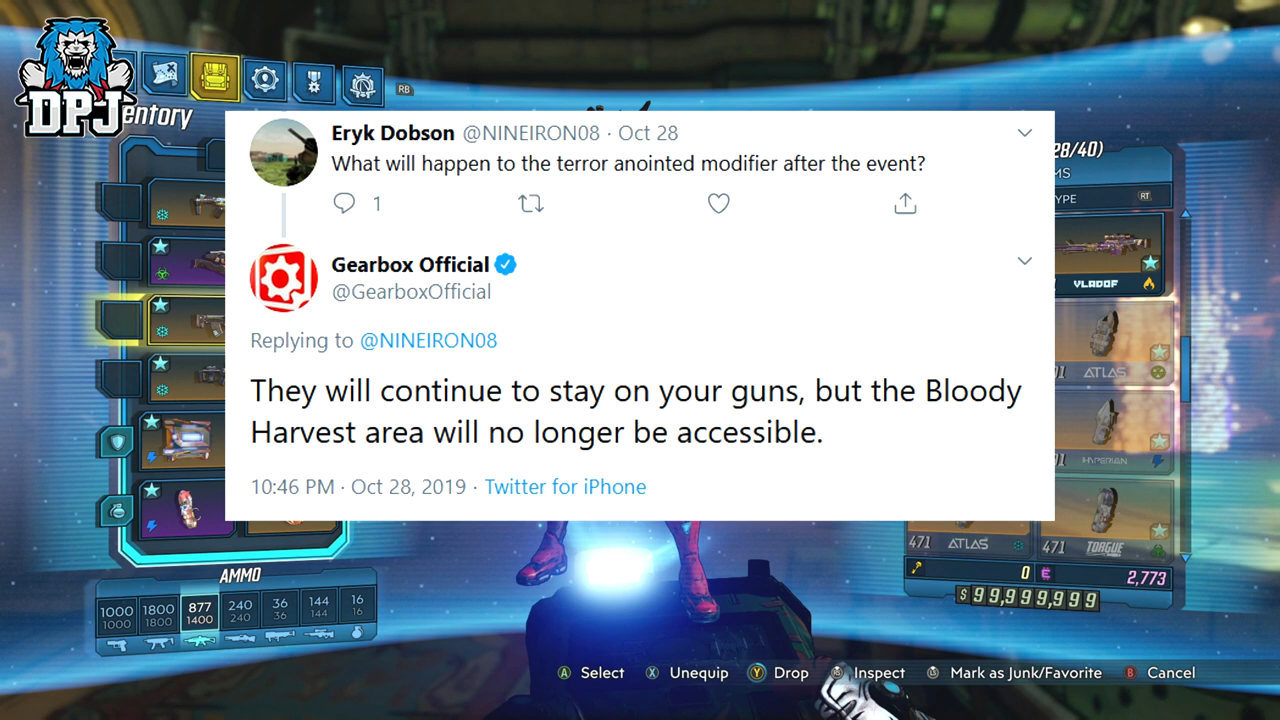 DPJ
entory
RB
Eryk Dobson @NINEIRON08 · Oct 28
What will happen to the terror anointed modifier after the event?
1
Gearbox Official
@GearboxOfficial
Replying to @NINEIRON08
They will continue to stay on your guns, but the Bloody
Harvest area will no longer be accessible.
10:46 PM · Oct 28, 2019 · Twitter for iPhone
28/40)
MS
YPE RT
VLADOF
ATLAS
HYPERION
471 ATLAS 471 TORGUE
0 2,773
$ 99,999,999
AMMO
1000 1800 877 240 36 144 16
1000 1800 1400 240 36 144 16
A Select X Unequip Y Drop Inspect Mark as Junk/Favorite B Cancel